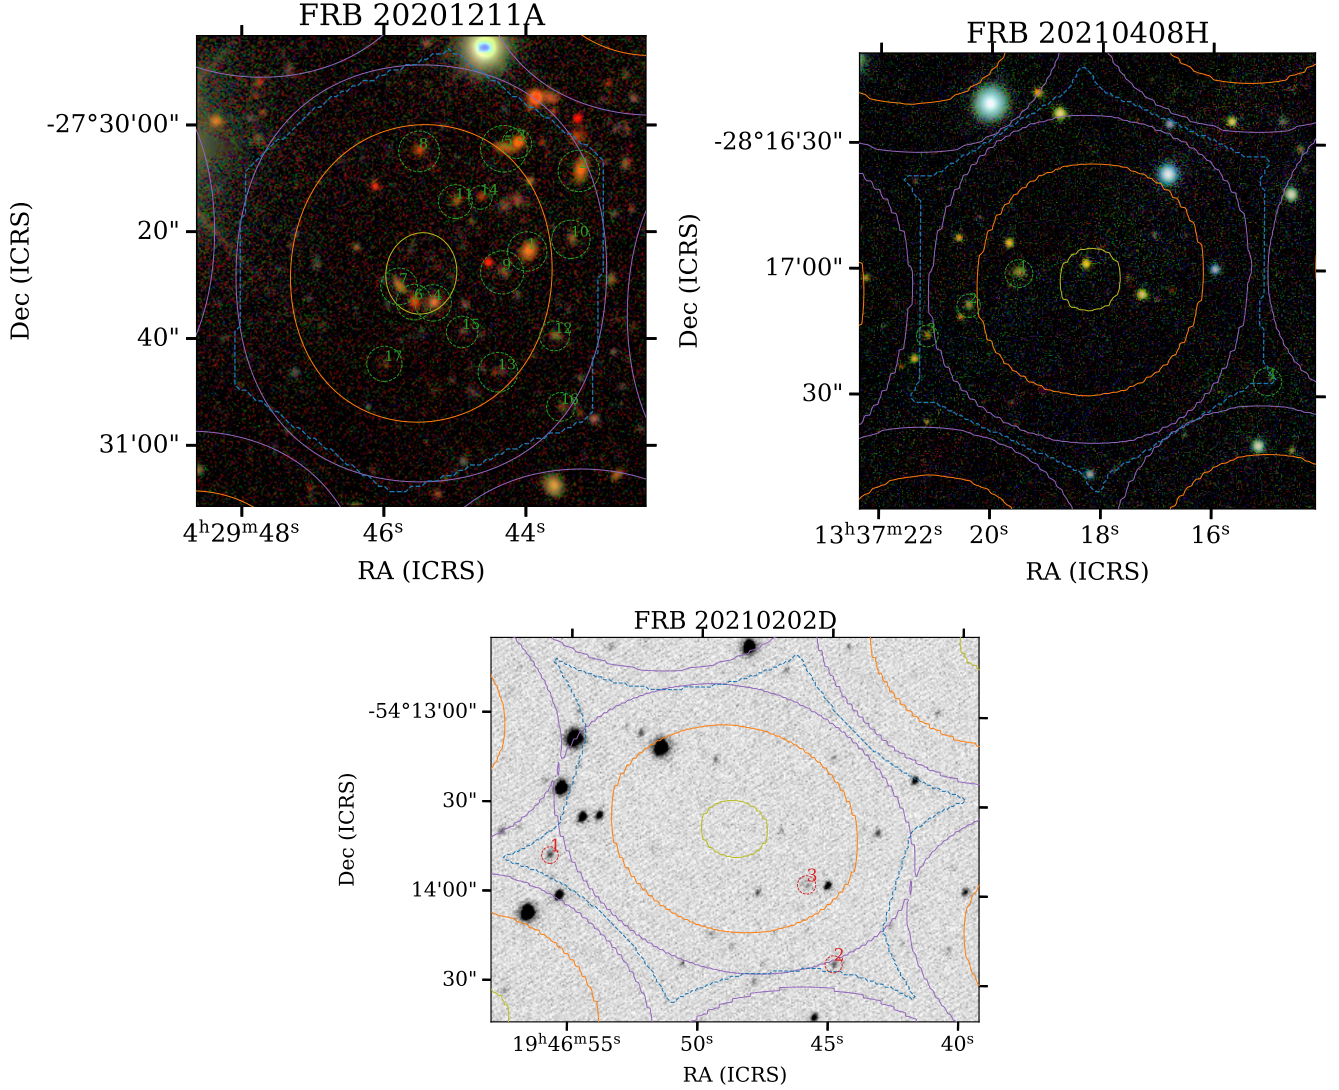 FRB 20201211A
-27°30'00"
20"
40"
31'00"
Dec (ICRS)
4ʰ29ᵐ48ˢ
46ˢ
44ˢ
RA (ICRS)
8
11
14
10
9
7
1
15
12
17
13
16
FRB 20210408H
-28°16'30"
17'00"
30"
Dec (ICRS)
13ʰ37ᵐ22ˢ
20ˢ
18ˢ
16ˢ
RA (ICRS)
1
2
3
4
FRB 20210202D
-54°13'00"
30"
14'00"
30"
Dec (ICRS)
19ʰ46ᵐ55ˢ
50ˢ
45ˢ
40ˢ
RA (ICRS)
1
3
2